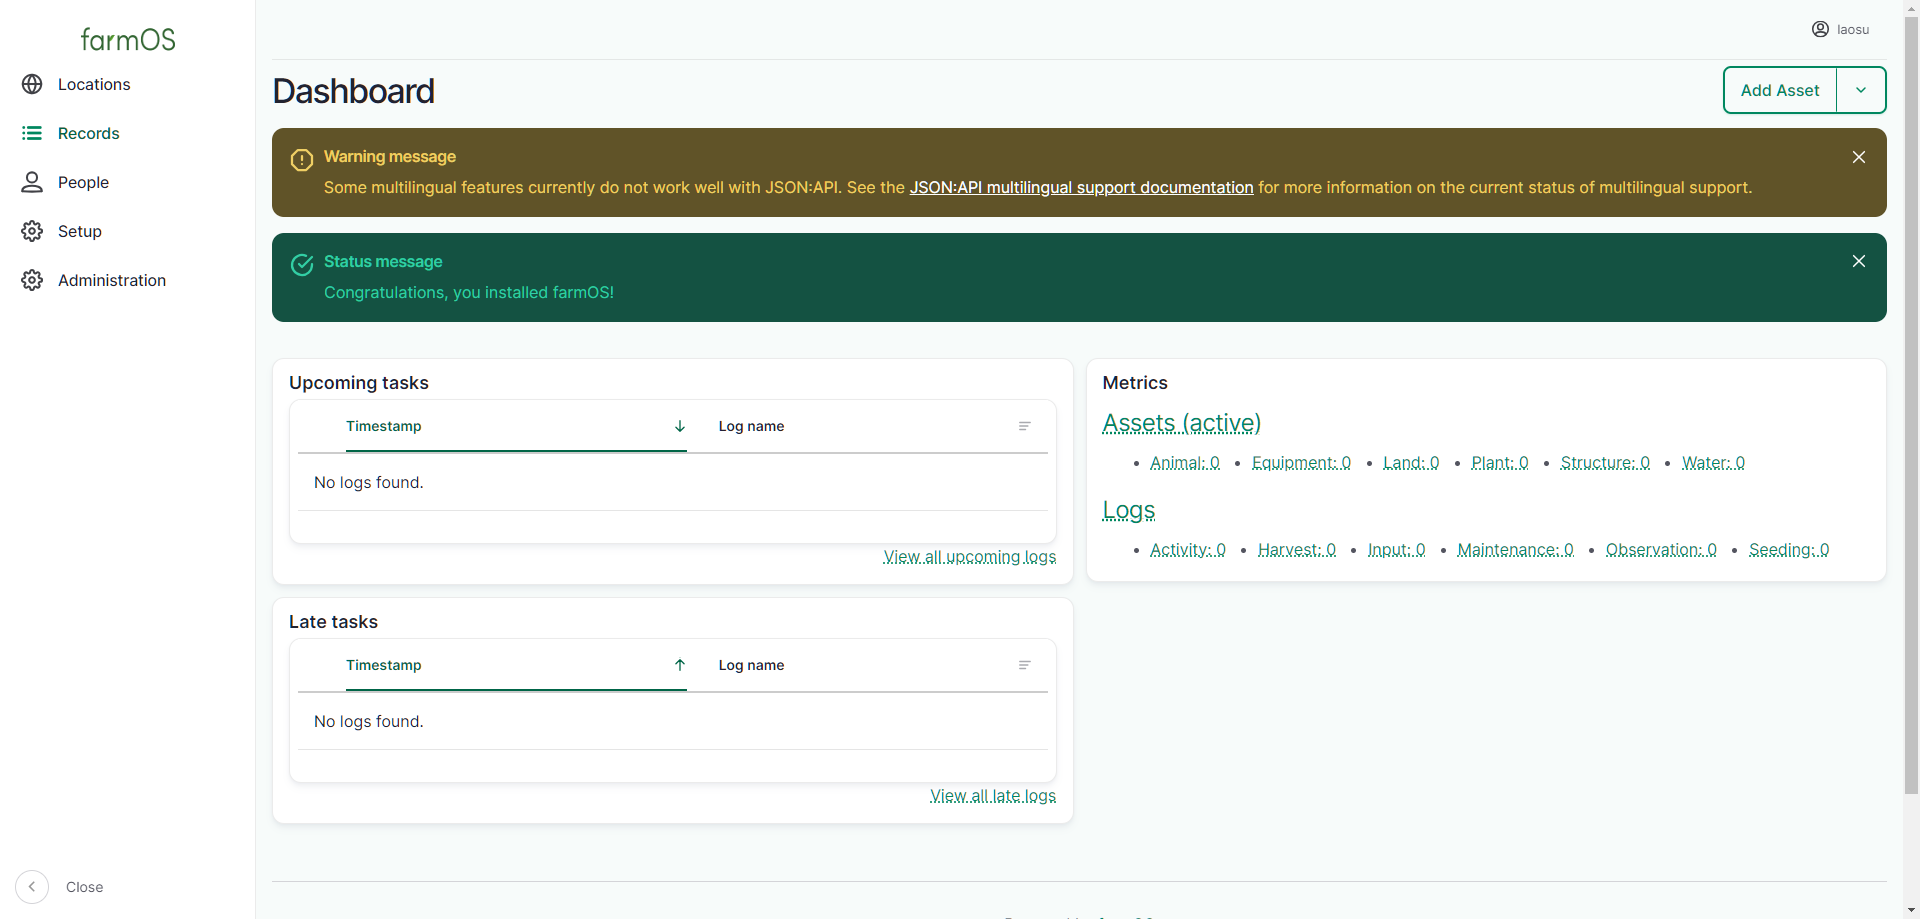 farmOS
Locations
Records
People
Setup
Administration
Close
laosu
Dashboard
Add Asset
Warning message
Some multilingual features currently do not work well with JSON:API. See the JSON:API multilingual support documentation for more information on the current status of multilingual support.
Status message
Congratulations, you installed farmOS!
Upcoming tasks
Timestamp Log name
No logs found.
View all upcoming logs
Late tasks
Timestamp Log name
No logs found.
View all late logs
Metrics
Assets (active)
• Animal: 0 • Equipment: 0 • Land: 0 • Plant: 0 • Structure: 0 • Water: 0
Logs
• Activity: 0 • Harvest: 0 • Input: 0 • Maintenance: 0 • Observation: 0 • Seeding: 0